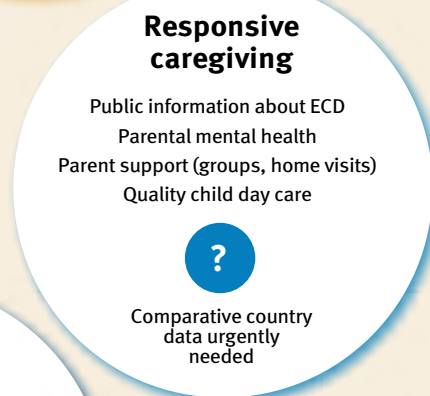 Responsive
caregiving
Public information about ECD
Parental mental health
Parent support (groups, home visits)
Quality child day care
?
Comparative country
data urgently
needed